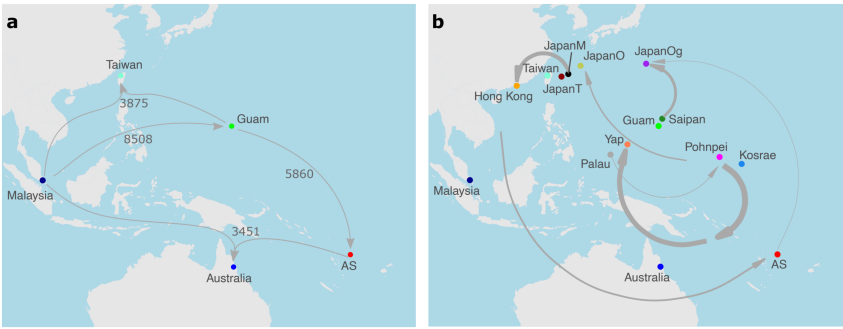 a
Taiwan
3875
Guam
8508
5860
Malaysia
3451
Australia
AS
b
JapanM
JapanO
JapanOg
Taiwan
Hong Kong
JapanT
Guam
Saipan
Yap
Pohnpei
Palau
Kosrae
Malaysia
AS
Australia